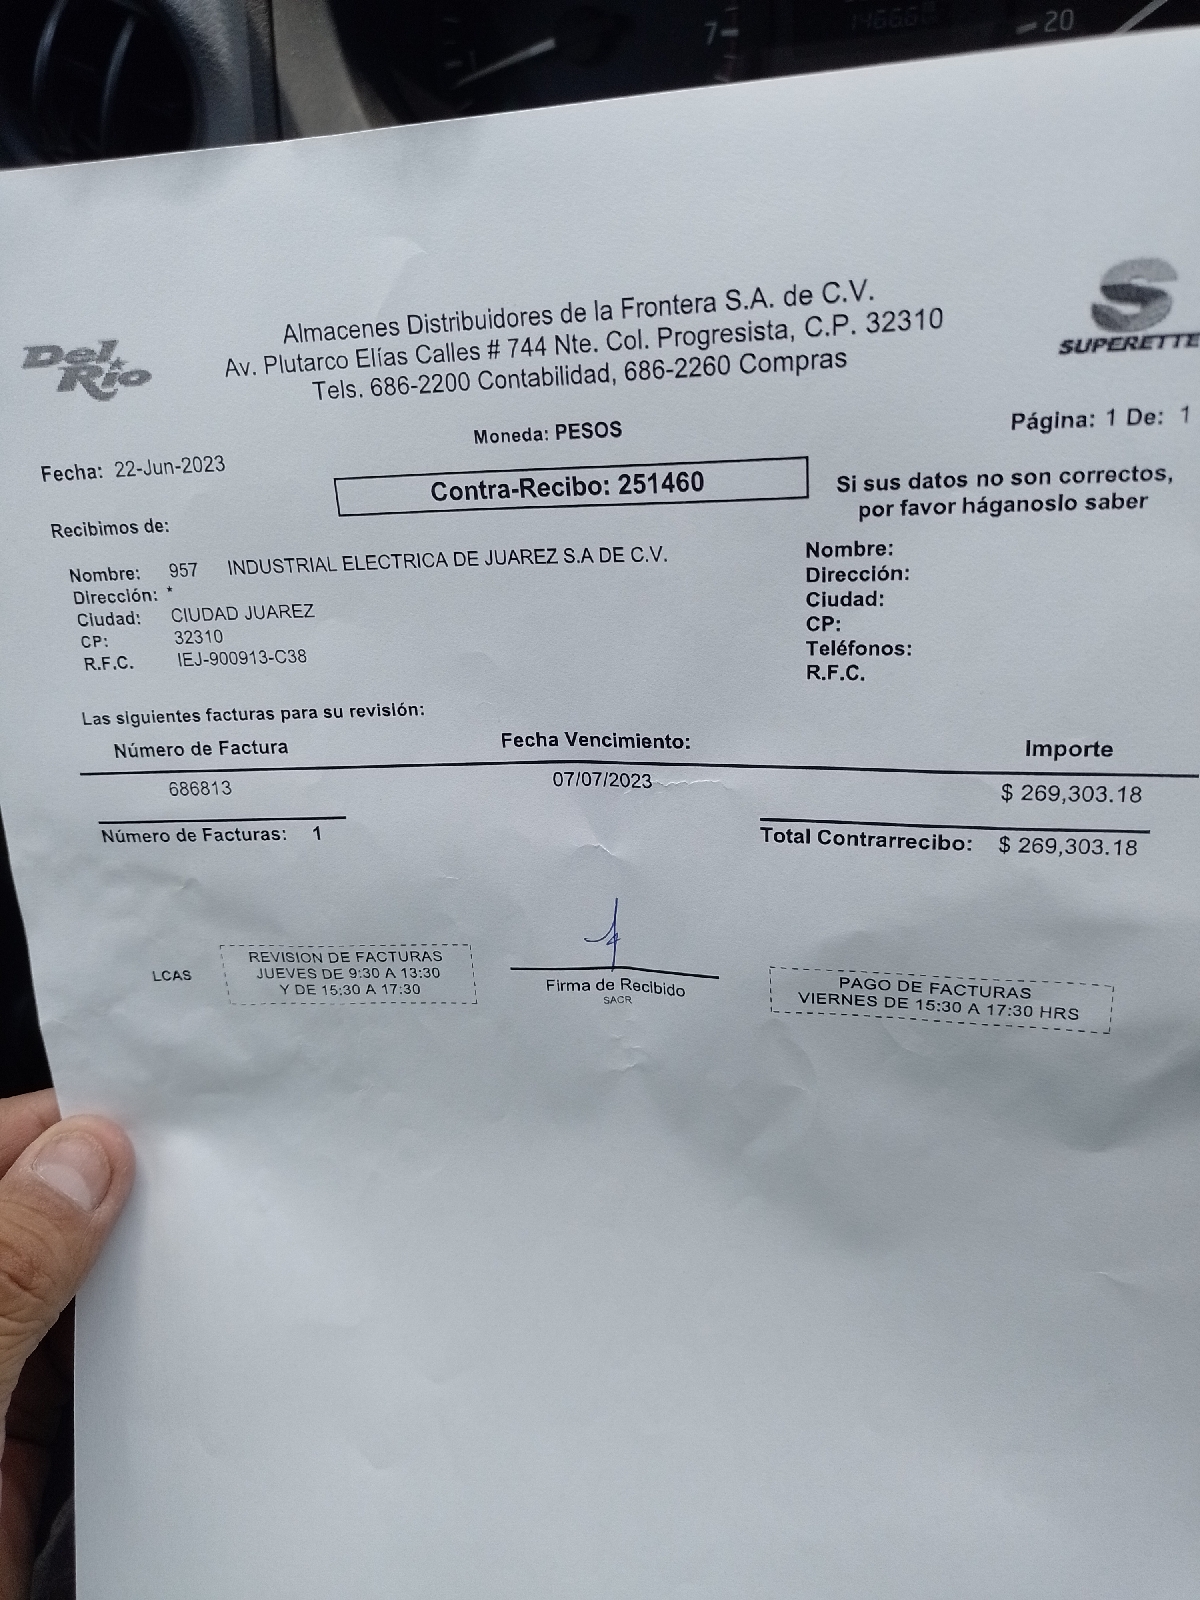 7
20
Del Rio
SUPERETTE
Almacenes Distribuidores de la Frontera S.A. de C.V.
Av. Plutarco Elías Calles # 744 Nte. Col. Progresista, C.P. 32310
Tels. 686-2200 Contabilidad, 686-2260 Compras
Moneda: PESOS
Página: 1 De: 1
Fecha: 22-Jun-2023
Contra-Recibo: 251460
Si sus datos no son correctos,
por favor háganoslo saber
Recibimos de:
Nombre: 957 INDUSTRIAL ELECTRICA DE JUAREZ S.A DE C.V.
Dirección: *
Ciudad: CIUDAD JUAREZ
CP: 32310
R.F.C. IEJ-900913-C38
Nombre:
Dirección:
Ciudad:
CP:
Teléfonos:
R.F.C.
Las siguientes facturas para su revisión:
Número de Factura Fecha Vencimiento: Importe
686813 07/07/2023 $ 269,303.18
Número de Facturas: 1 Total Contrarrecibo: $ 269,303.18
LCAS
REVISION DE FACTURAS
JUEVES DE 9:30 A 13:30
Y DE 15:30 A 17:30
Firma de Recibido
SACR
PAGO DE FACTURAS
VIERNES DE 15:30 A 17:30 HRS